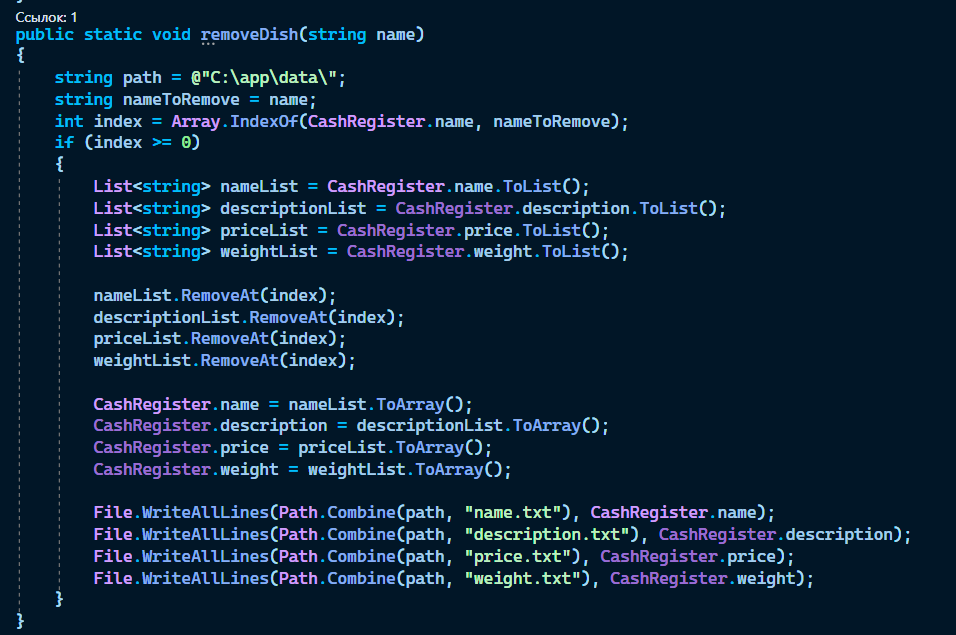 Ссылок: 1
public static void removeDish(string name)
{
    string path = @"C:\app\data\";
    string nameToRemove = name;
    int index = Array.IndexOf(CashRegister.name, nameToRemove);
    if (index >= 0)
    {
        List<string> nameList = CashRegister.name.ToList();
        List<string> descriptionList = CashRegister.description.ToList();
        List<string> priceList = CashRegister.price.ToList();
        List<string> weightList = CashRegister.weight.ToList();

        nameList.RemoveAt(index);
        descriptionList.RemoveAt(index);
        priceList.RemoveAt(index);
        weightList.RemoveAt(index);

        CashRegister.name = nameList.ToArray();
        CashRegister.description = descriptionList.ToArray();
        CashRegister.price = priceList.ToArray();
        CashRegister.weight = weightList.ToArray();

        File.WriteAllLines(Path.Combine(path, "name.txt"), CashRegister.name);
        File.WriteAllLines(Path.Combine(path, "description.txt"), CashRegister.description);
        File.WriteAllLines(Path.Combine(path, "price.txt"), CashRegister.price);
        File.WriteAllLines(Path.Combine(path, "weight.txt"), CashRegister.weight);
    }
}